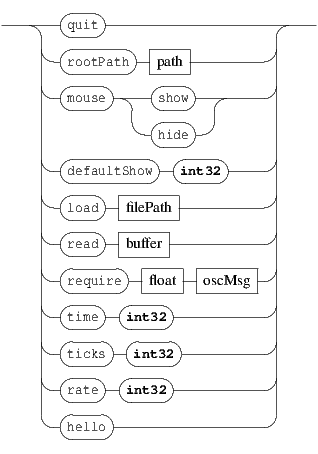 quit
rootPath path
mouse show
hide
defaultShow int32
load filePath
read buffer
require float oscMsg
time int32
ticks int32
rate int32
hello